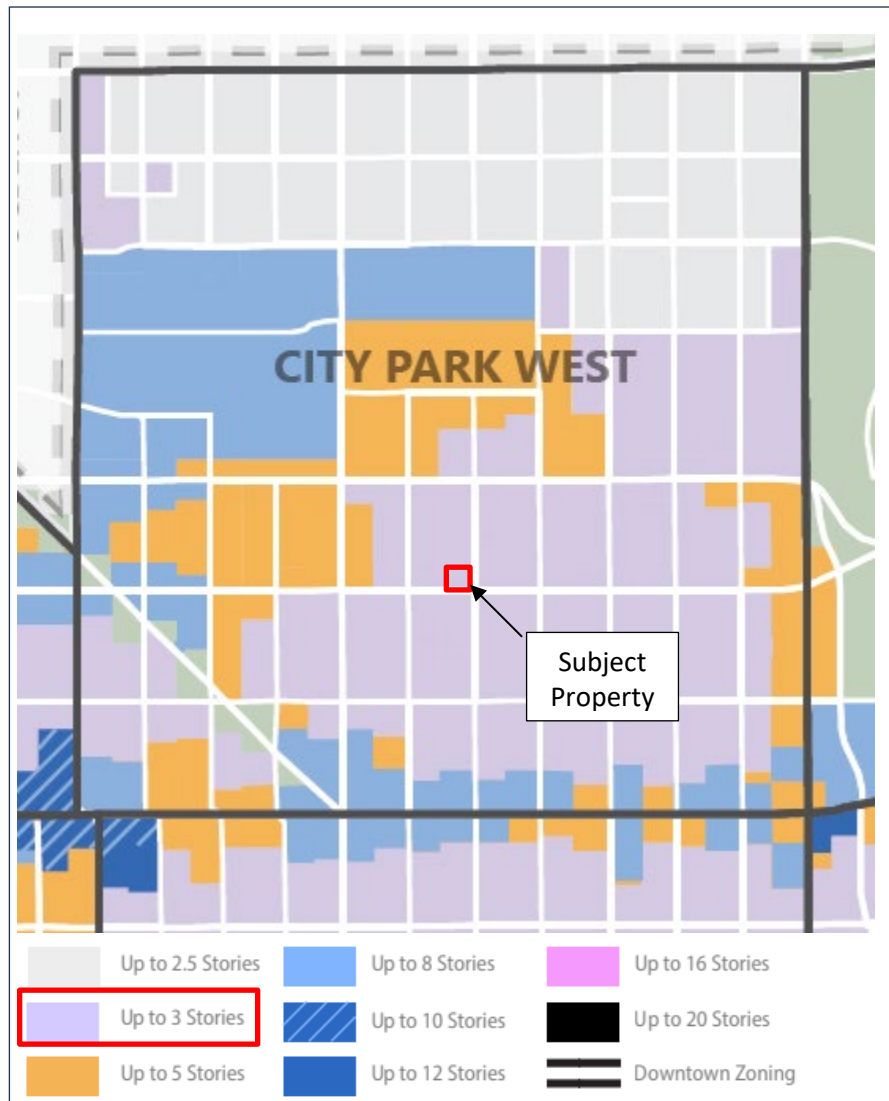 CITY PARK WEST
Subject
Property
Up to 2.5 Stories
Up to 8 Stories
Up to 16 Stories
Up to 3 Stories
Up to 10 Stories
Up to 20 Stories
Up to 5 Stories
Up to 12 Stories
Downtown Zoning